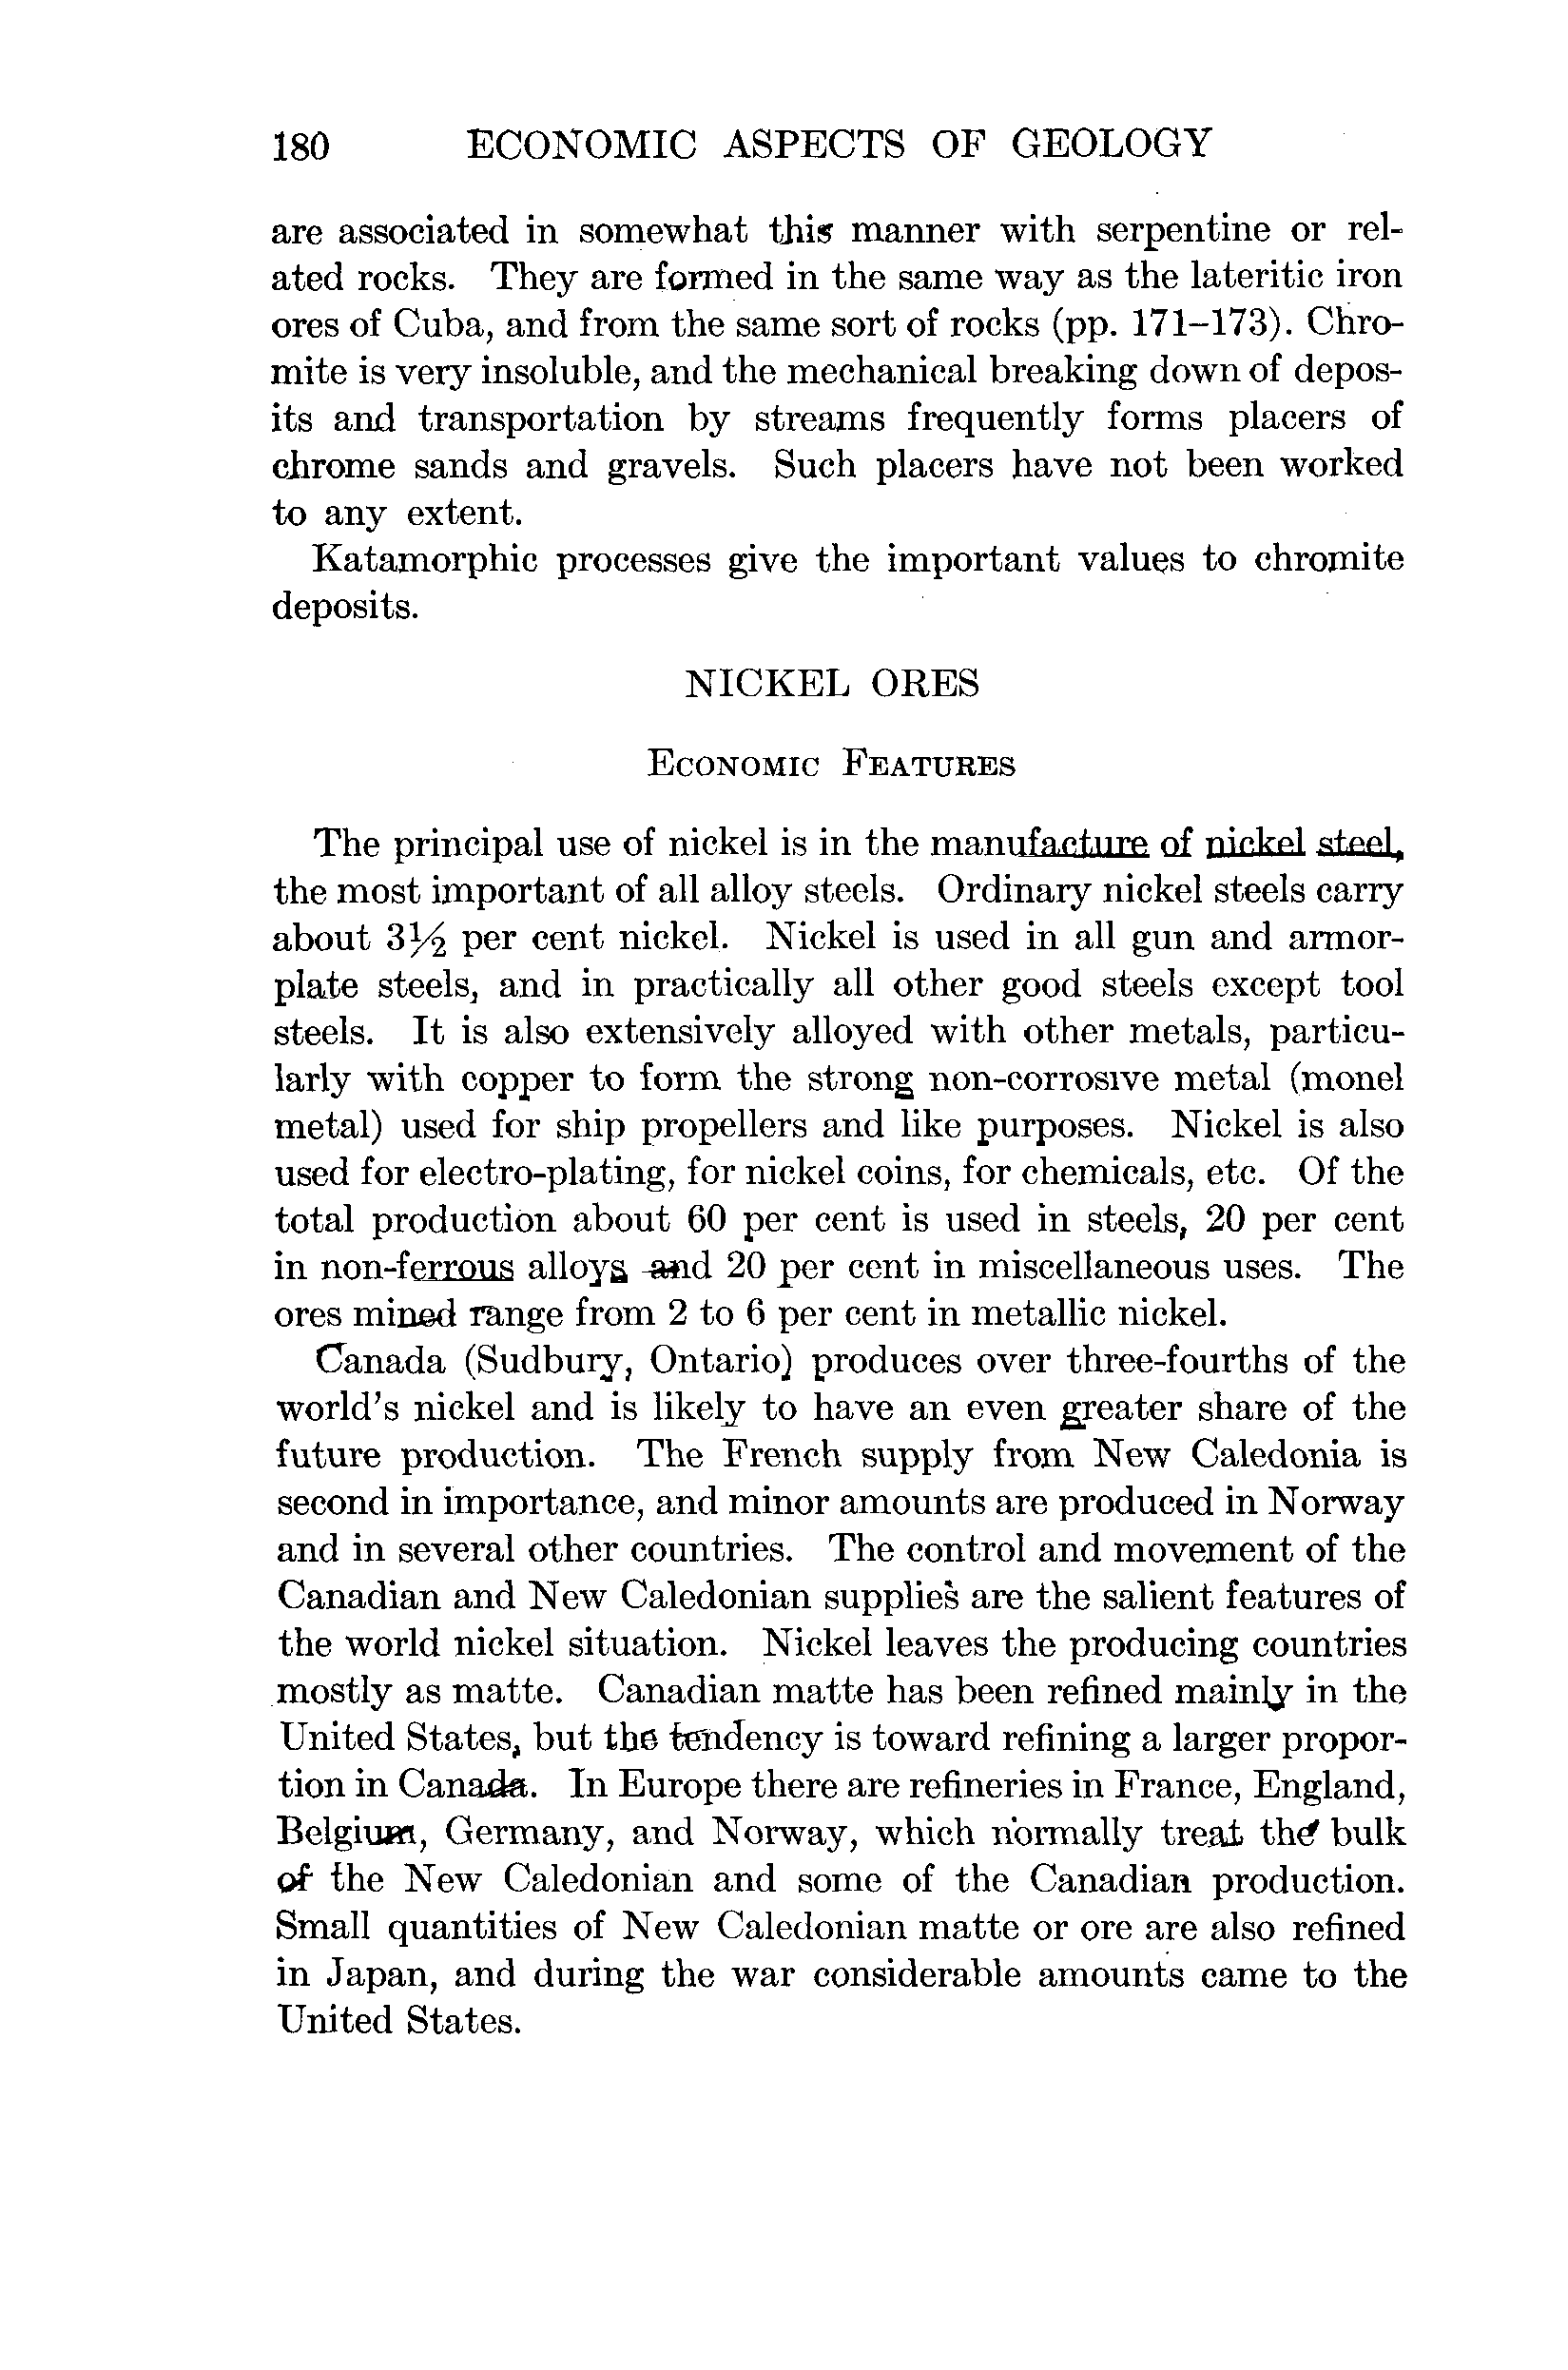 180 ECONOMIC ASPECTS OF GEOLOGY
are associated in somewhat this manner with serpentine or rel-
ated rocks. They are formed in the same way as the lateritic iron
ores of Cuba, and from the same sort of rocks (pp. 171–173). Chro-
mite is very insoluble, and the mechanical breaking down of depos-
its and transportation by streams frequently forms placers of
chrome sands and gravels. Such placers have not been worked
to any extent.
Katamorphic processes give the important values to chromite
deposits.
NICKEL ORES
ECONOMIC FEATURES
The principal use of nickel is in the manufacture of nickel steel,
the most important of all alloy steels. Ordinary nickel steels carry
about 3½ per cent nickel. Nickel is used in all gun and armor-
plate steels, and in practically all other good steels except tool
steels. It is also extensively alloyed with other metals, particu-
larly with copper to form the strong non-corrosive metal (monel
metal) used for ship propellers and like purposes. Nickel is also
used for electro-plating, for nickel coins, for chemicals, etc. Of the
total production about 60 per cent is used in steels, 20 per cent
in non-ferrous alloys and 20 per cent in miscellaneous uses. The
ores mined range from 2 to 6 per cent in metallic nickel.
Canada (Sudbury, Ontario) produces over three-fourths of the
world's nickel and is likely to have an even greater share of the
future production. The French supply from New Caledonia is
second in importance, and minor amounts are produced in Norway
and in several other countries. The control and movement of the
Canadian and New Caledonian supplies are the salient features of
the world nickel situation. Nickel leaves the producing countries
mostly as matte. Canadian matte has been refined mainly in the
United States, but the tendency is toward refining a larger propor-
tion in Canada. In Europe there are refineries in France, England,
Belgium, Germany, and Norway, which normally treat the bulk
of the New Caledonian and some of the Canadian production.
Small quantities of New Caledonian matte or ore are also refined
in Japan, and during the war considerable amounts came to the
United States.